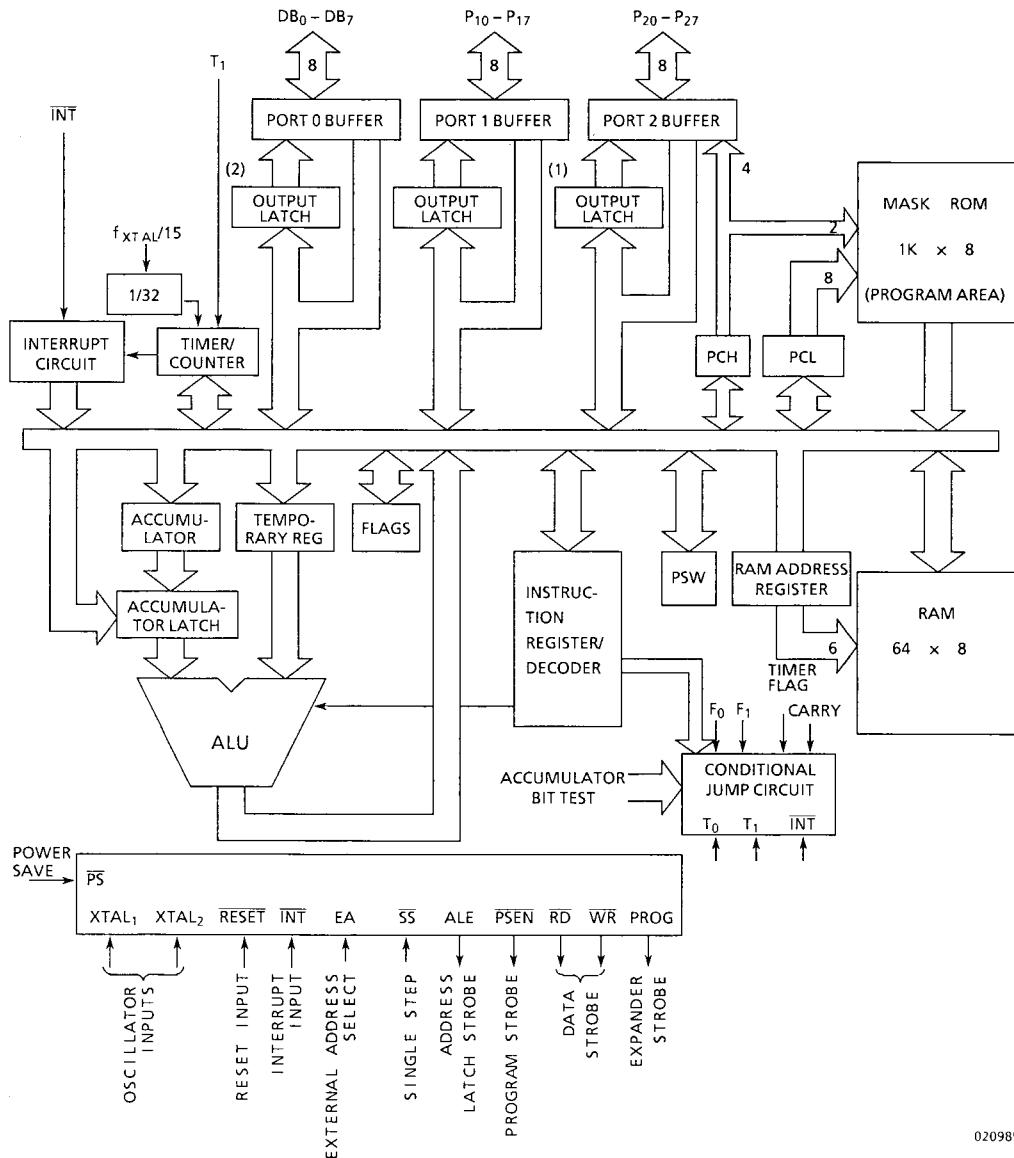 DB₀ – DB₇
P₁₀ – P₁₇
P₂₀ – P₂₇
T₁
8
8
8
INT
PORT 0 BUFFER
PORT 1 BUFFER
PORT 2 BUFFER
(2)
(1)
4
OUTPUT
LATCH
OUTPUT
LATCH
OUTPUT
LATCH
MASK ROM
1K × 8
(PROGRAM AREA)
2
8
f XTAL/15
1/32
INTERRUPT
CIRCUIT
TIMER/
COUNTER
PCH
PCL
ACCUMU-
LATOR
TEMPO-
RARY REG
FLAGS
INSTRUC-
TION
REGISTER/
DECODER
PSW
RAM ADDRESS
REGISTER
RAM
64 × 8
6
ACCUMULA-
TOR LATCH
TIMER
FLAG
F₀
F₁
CARRY
ALU
ACCUMULATOR
BIT TEST
CONDITIONAL
JUMP CIRCUIT
T₀
T₁
INT
POWER
SAVE
PS
XTAL₁
XTAL₂
RESET
INT
EA
SS
ALE
PSEN
RD
WR
PROG
OSCILLATOR
INPUTS
RESET INPUT
INTERRUPT
INPUT
EXTERNAL ADDRESS
SELECT
SINGLE STEP
ADDRESS
LATCH STROBE
PROGRAM STROBE
DATA
STROBE
EXPANDER
STROBE